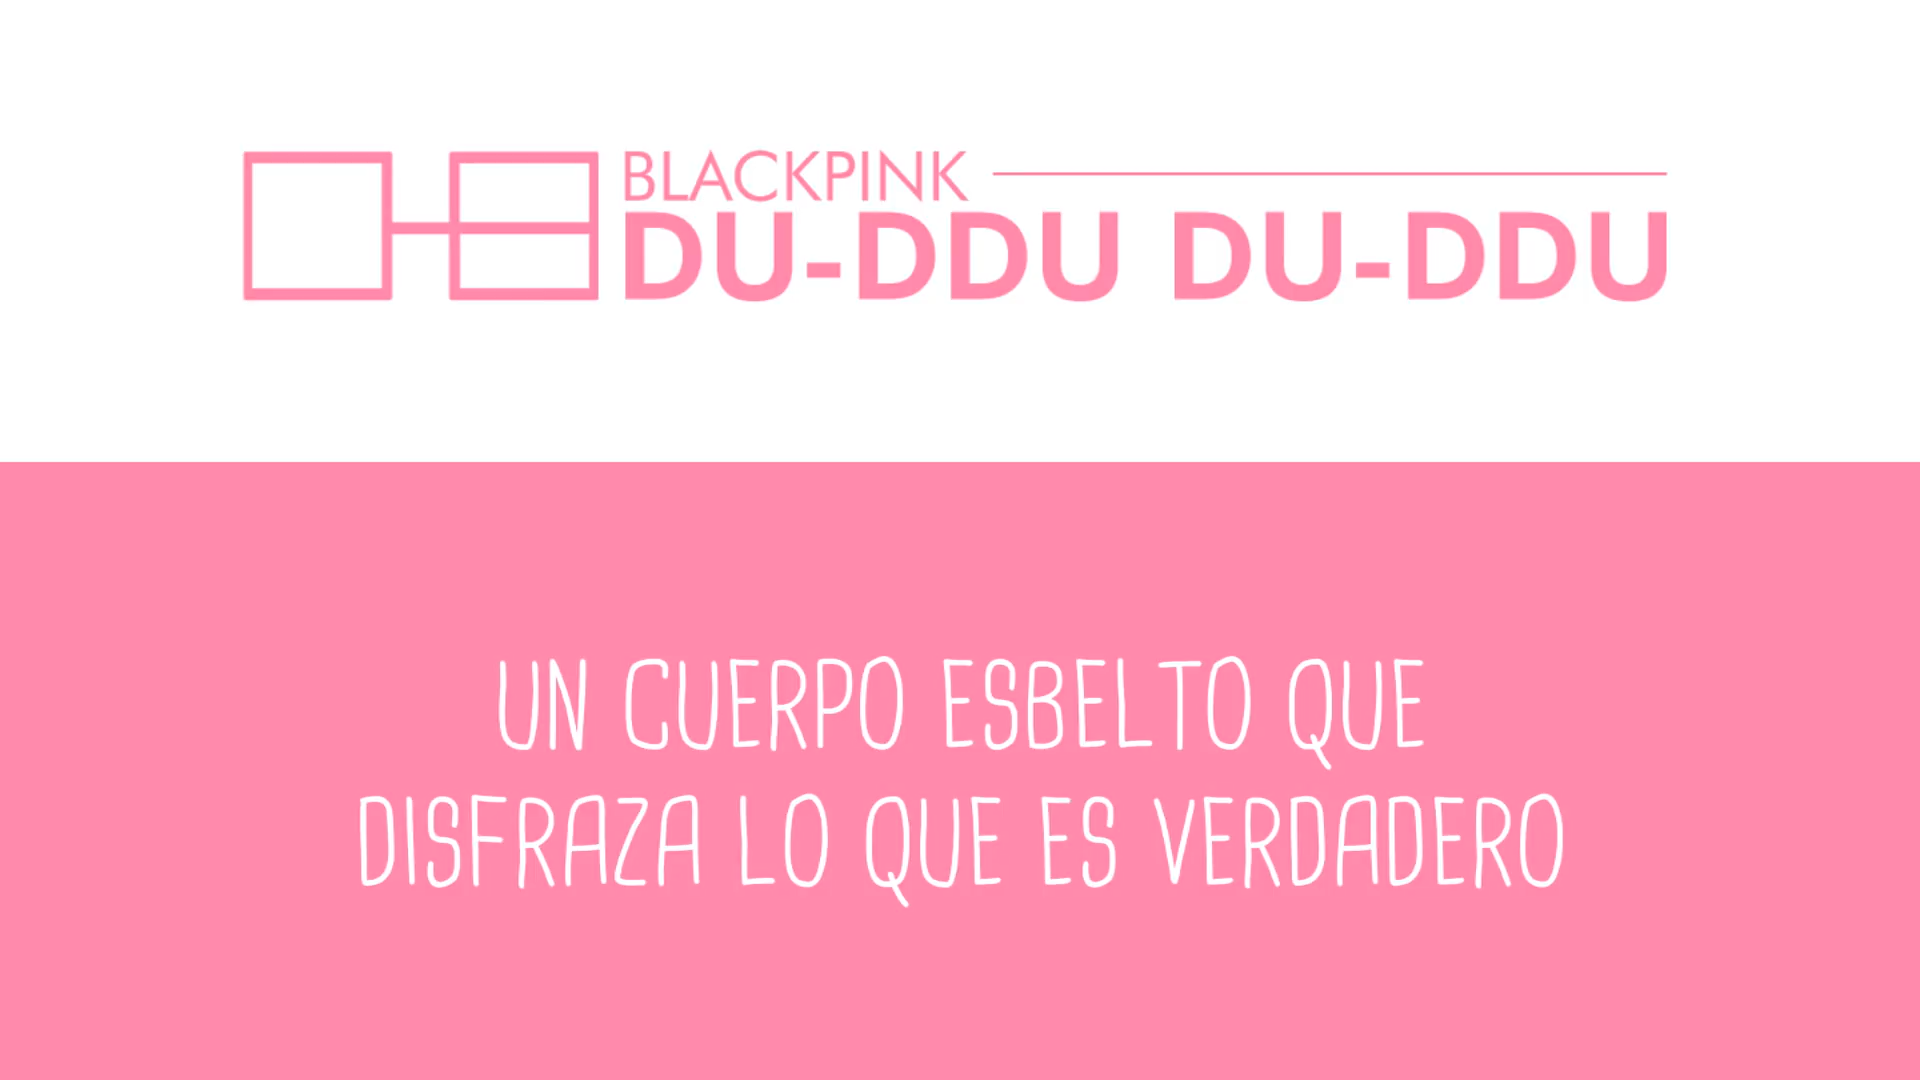 BLACKPINK
DU-DDU DU-DDU
UN CUERPO ESBELTO QUE
DISFRAZA LO QUE ES VERDADERO